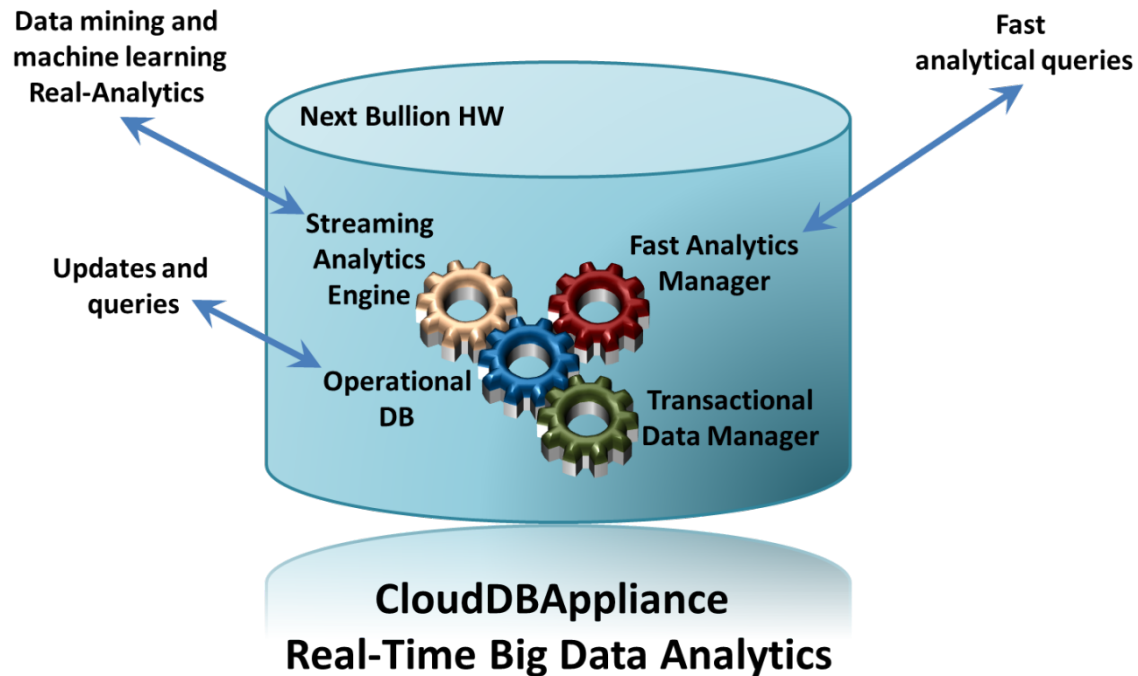 Data mining and
machine learning
Real-Analytics
Fast
analytical queries
Next Bullion HW
Streaming
Analytics
Engine
Fast Analytics
Manager
Updates and
queries
Operational
DB
Transactional
Data Manager
CloudDBAppliance
Real-Time Big Data Analytics